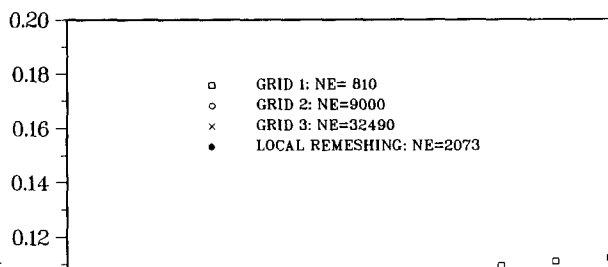 0.20
0.18
GRID 1: NE= 810
GRID 2: NE=9000
0.16
GRID 3: NE=32490
LOCAL REMESHING: NE=2073
0.14
0.12